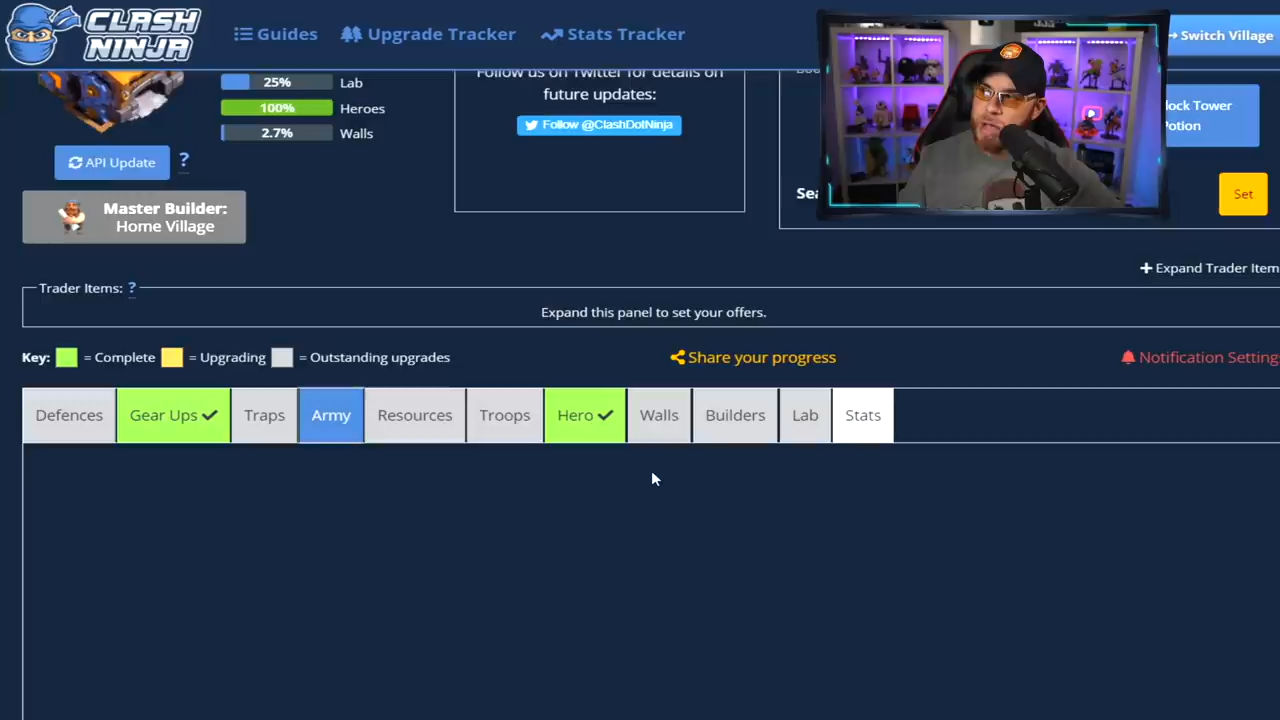 CLASH
NINJA
Guides
Upgrade Tracker
Stats Tracker
Switch Village
25% Lab
100% Heroes
2.7% Walls
API Update ?
Master Builder:
Home Village
Follow us on Twitter for details on
future updates:
Follow @ClashDotNinja
lock Tower
Potion
Sea
Set
Expand Trader Item
Trader Items: ?
Expand this panel to set your offers.
Key: = Complete = Upgrading = Outstanding upgrades
Share your progress
Notification Settings
Defences
Gear Ups
Traps
Army
Resources
Troops
Hero
Walls
Builders
Lab
Stats